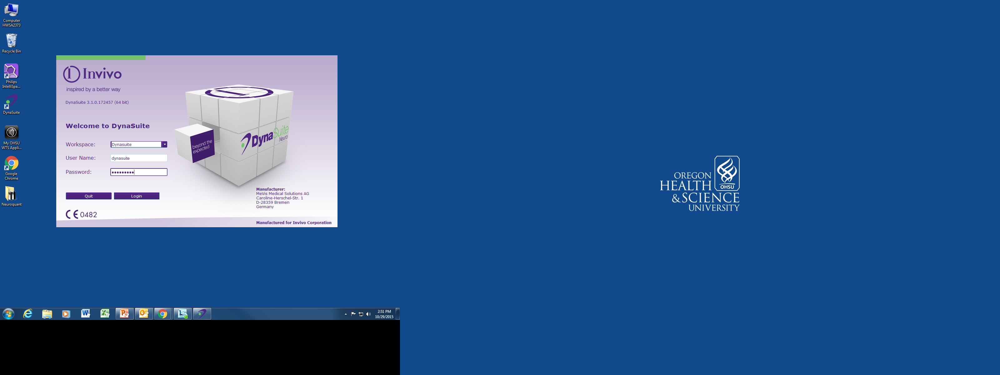 Computer
HWSA2373
Recycle Bin
Philips
IntelliSpa...
DynaSuite
My OHSU
WTS Appli...
Google
Chrome
Neuroquant
Invivo
inspired by a better way
DynaSuite 3.1.0.172457 (64 bit)
Welcome to DynaSuite
Workspace:
Dynasuite
User Name:
dynasuite
Password:
•••••••••
Quit
Login
CE 0482
beyond the
expected
DynaSuite
Neuro
Manufacturer:
MeVis Medical Solutions AG
Caroline-Herschel-Str. 1
D-28359 Bremen
Germany
Manufactured for Invivo Corporation
OREGON
HEALTH
OHSU
&SCIENCE
UNIVERSITY
2:51 PM
10/29/2015